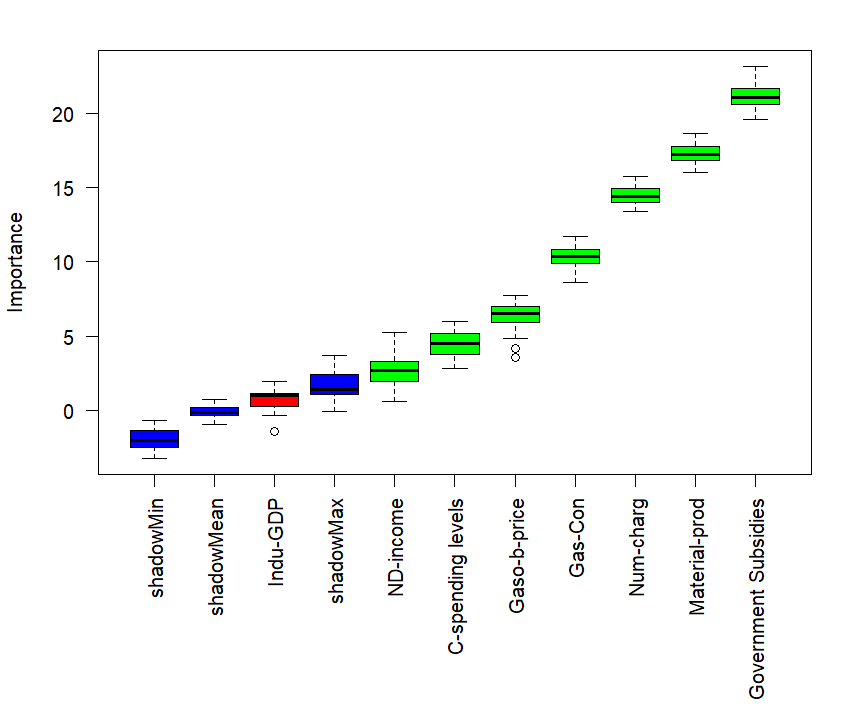 Importance
20
15
10
5
0
shadowMin
shadowMean
Indu-GDP
shadowMax
ND-income
C-spending levels
Gaso-b-price
Gas-Con
Num-charg
Material-prod
Government Subsidies